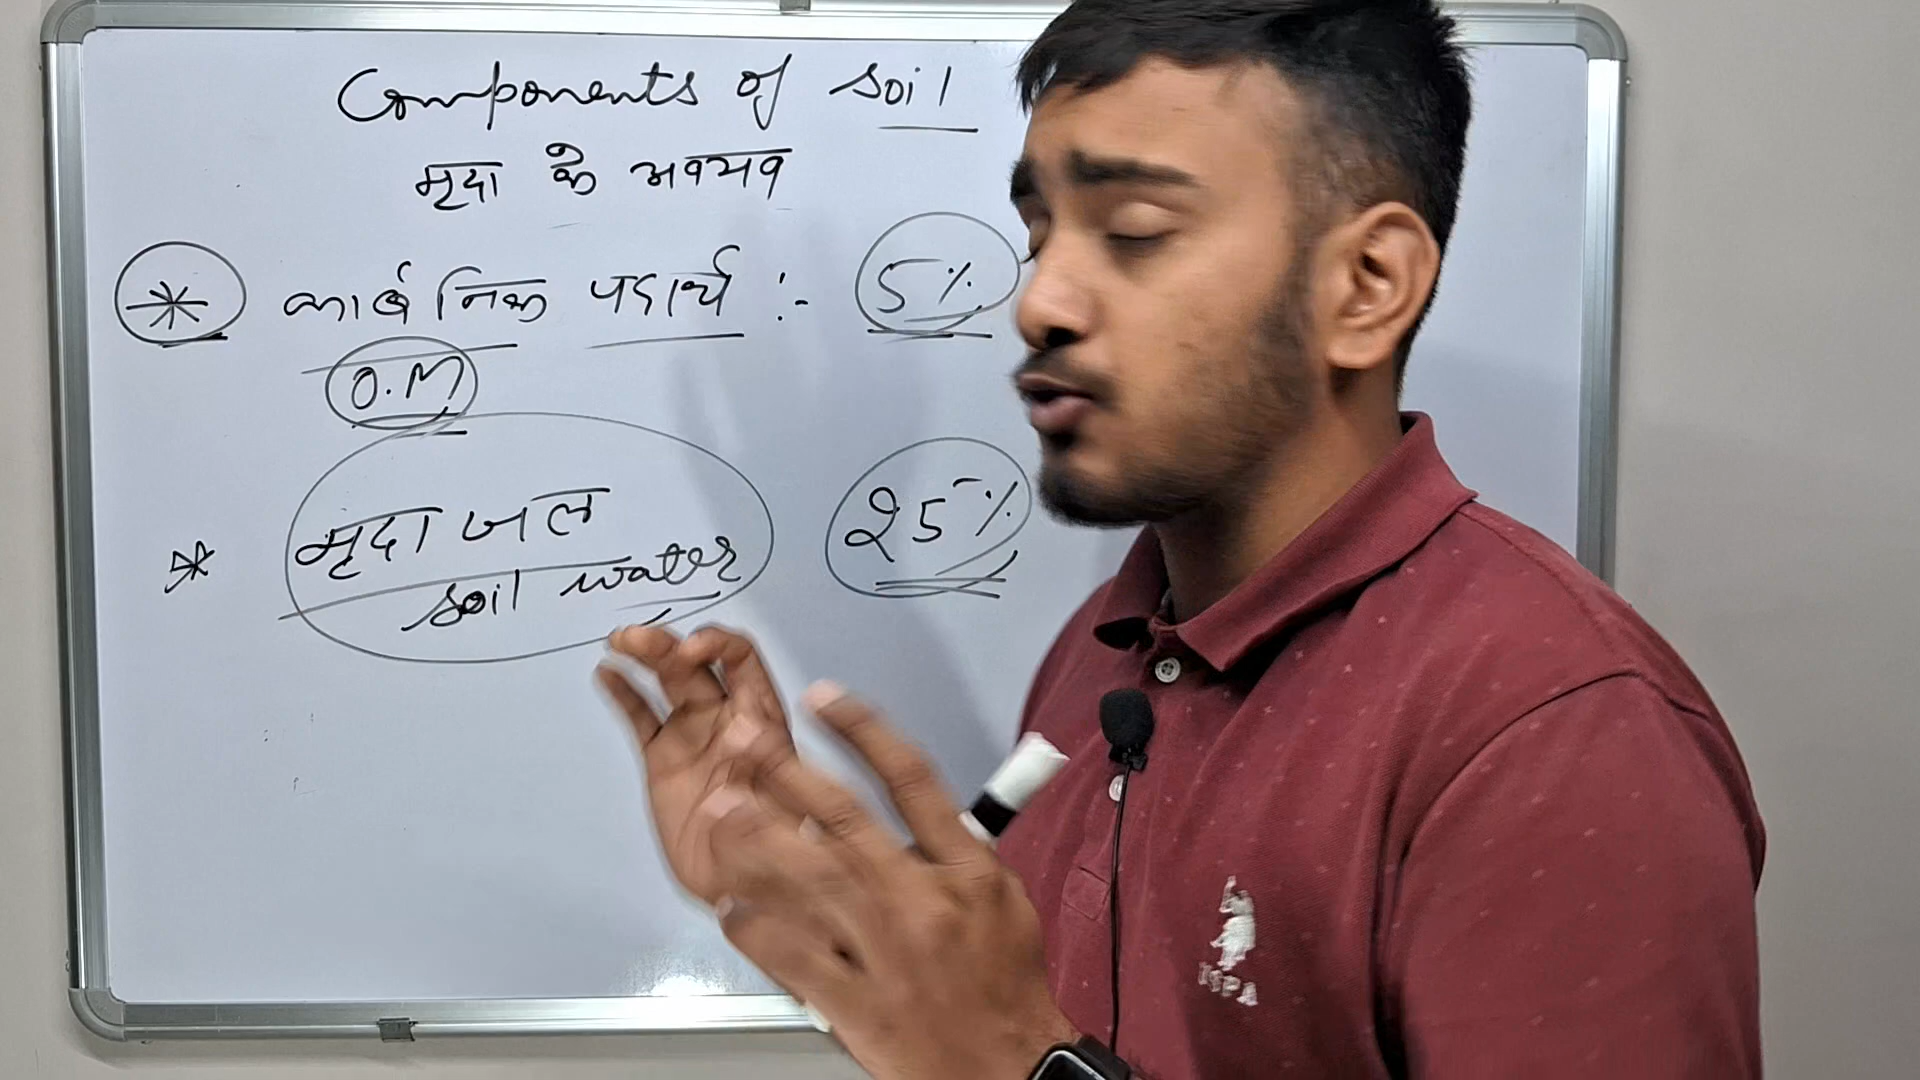 Components of soil
मृदा के अवयव
* कार्बनिक पदार्थ :- 5%
O.M
* मृदा जल 25%
soil water
USPA